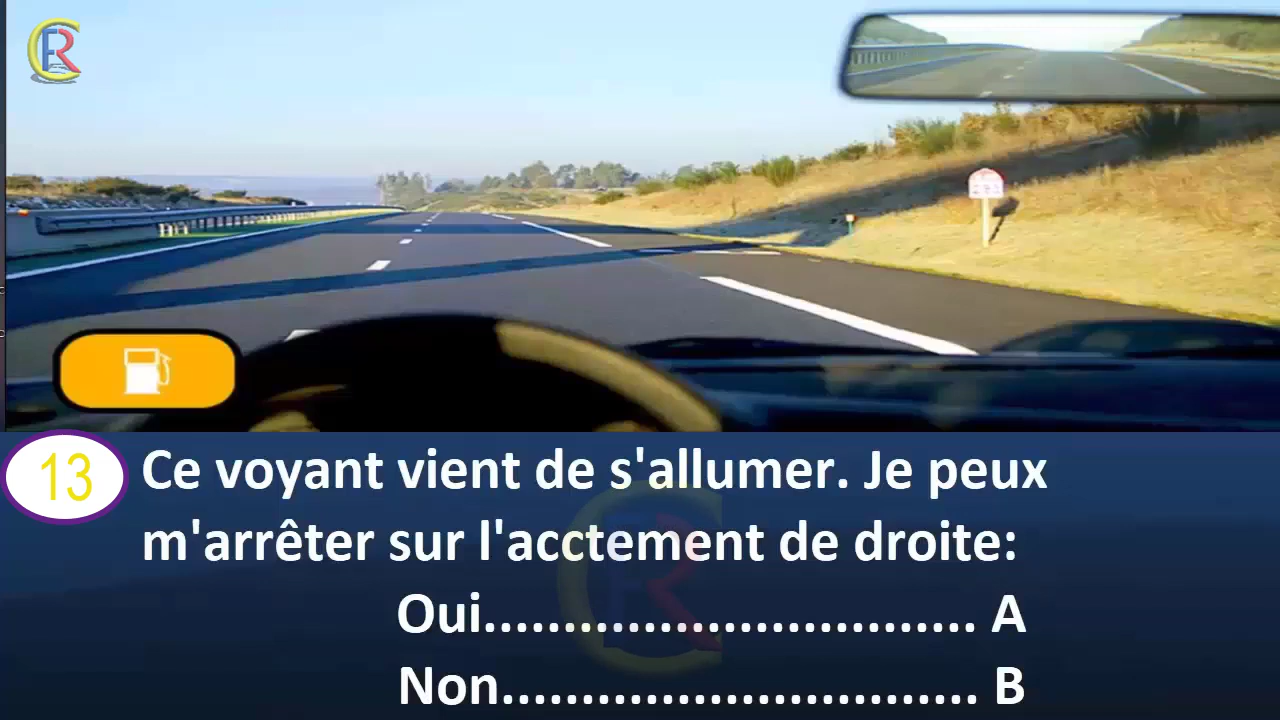 13
Ce voyant vient de s'allumer. Je peux
m'arrêter sur l'acctement de droite:
Oui............................... A
Non.............................. B